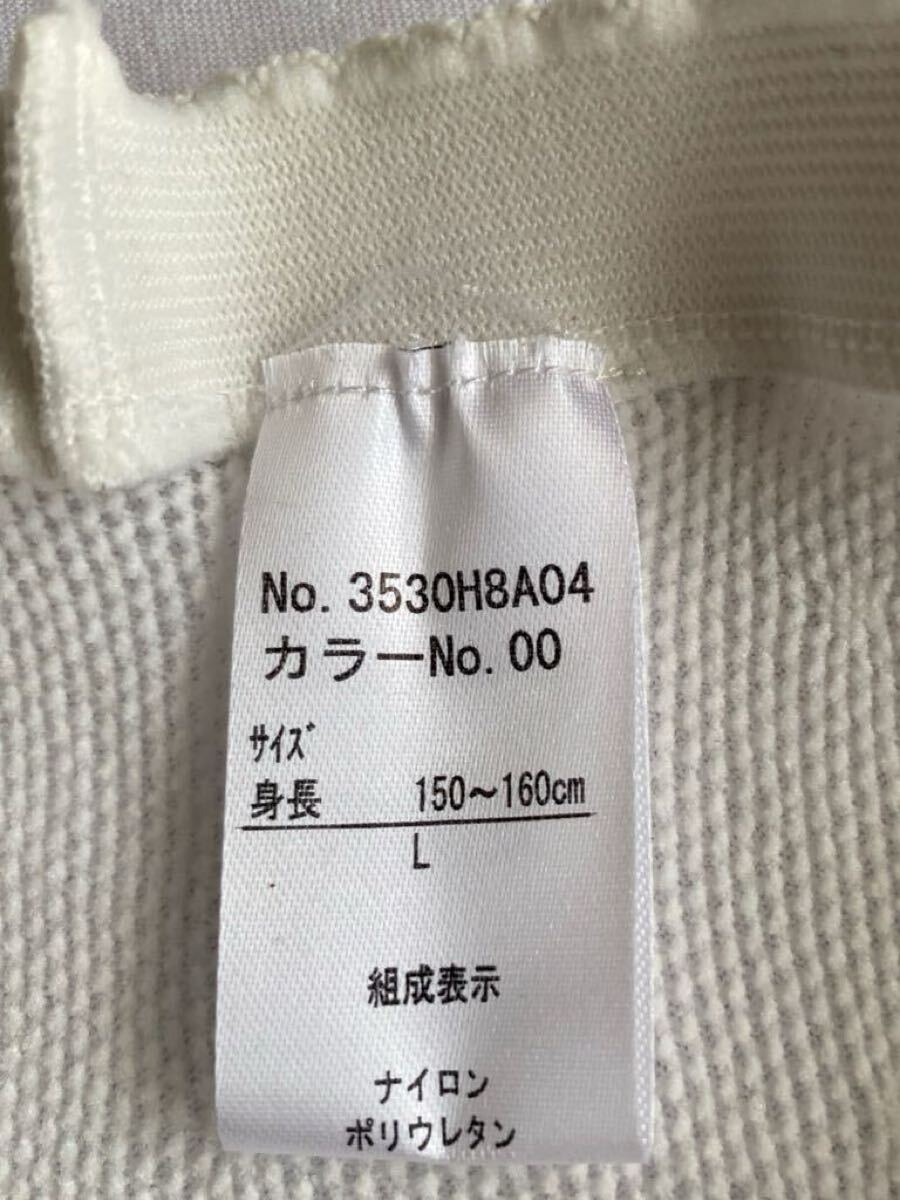 No. 3530H8A04
カラーNo. 00
サイズ
身長 150～160cm
L
組成表示
ナイロン
ポリウレタン